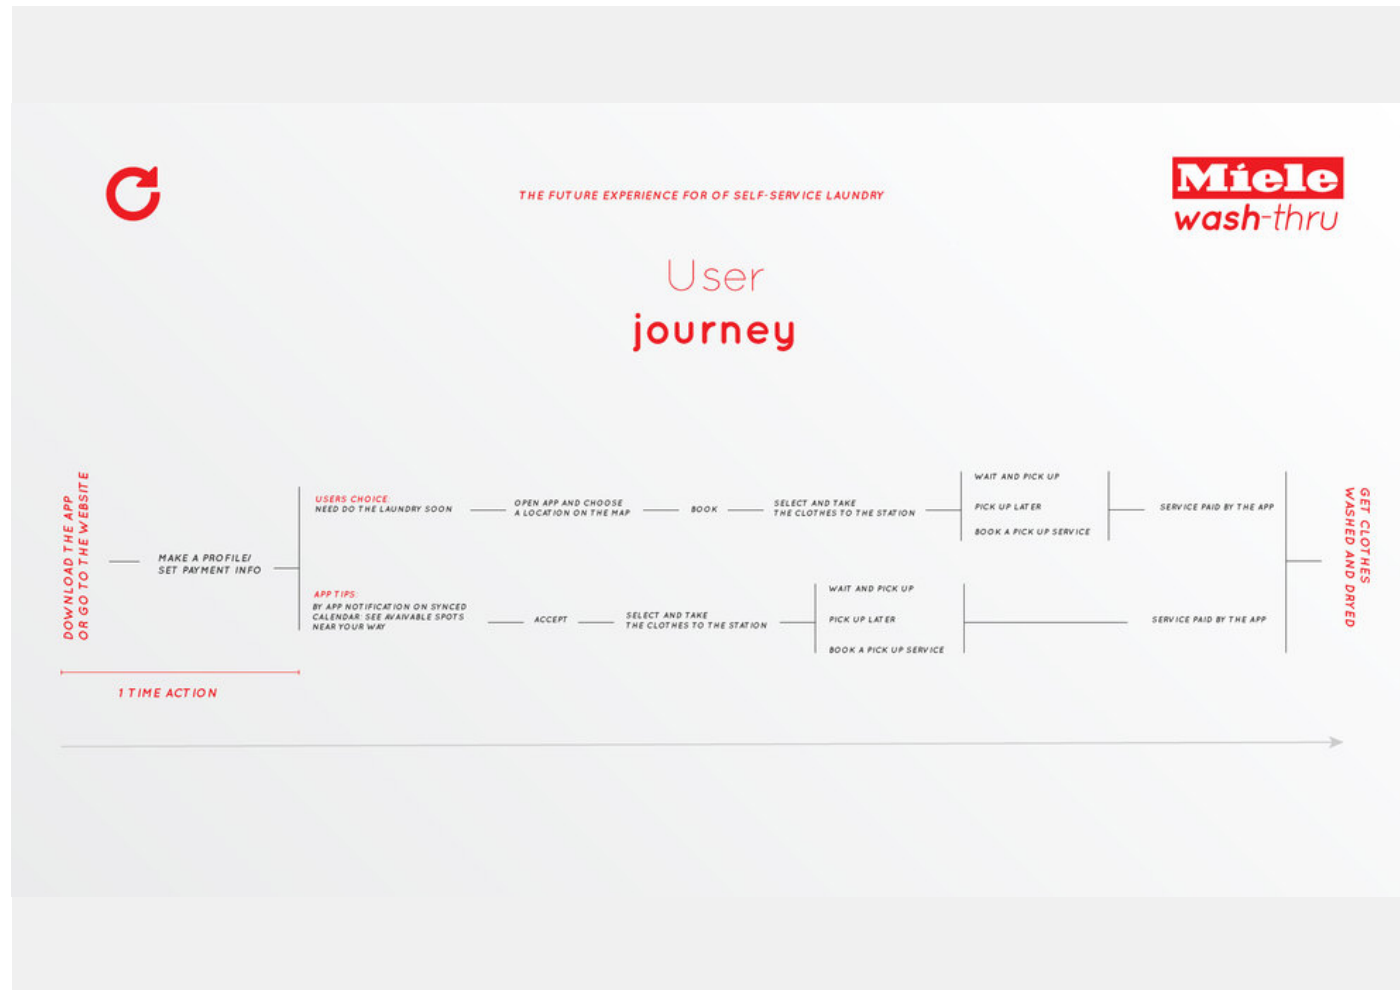 THE FUTURE EXPERIENCE FOR OF SELF-SERVICE LAUNDRY
Miele
wash-thru
User
journey
DOWNLOAD THE APP
OR GO TO THE WEBSITE
MAKE A PROFILE/
SET PAYMENT INFO
USERS CHOICE:
NEED DO THE LAUNDRY SOON
OPEN APP AND CHOOSE
A LOCATION ON THE MAP
BOOK
SELECT AND TAKE
THE CLOTHES TO THE STATION
WAIT AND PICK UP
PICK UP LATER
BOOK A PICK UP SERVICE
SERVICE PAID BY THE APP
APP TIPS:
BY APP NOTIFICATION ON SYNCED
CALENDAR: SEE AVAIVABLE SPOTS
NEAR YOUR WAY
ACCEPT
SELECT AND TAKE
THE CLOTHES TO THE STATION
WAIT AND PICK UP
PICK UP LATER
BOOK A PICK UP SERVICE
SERVICE PAID BY THE APP
GET CLOTHES
WASHED AND DRYED
1 TIME ACTION